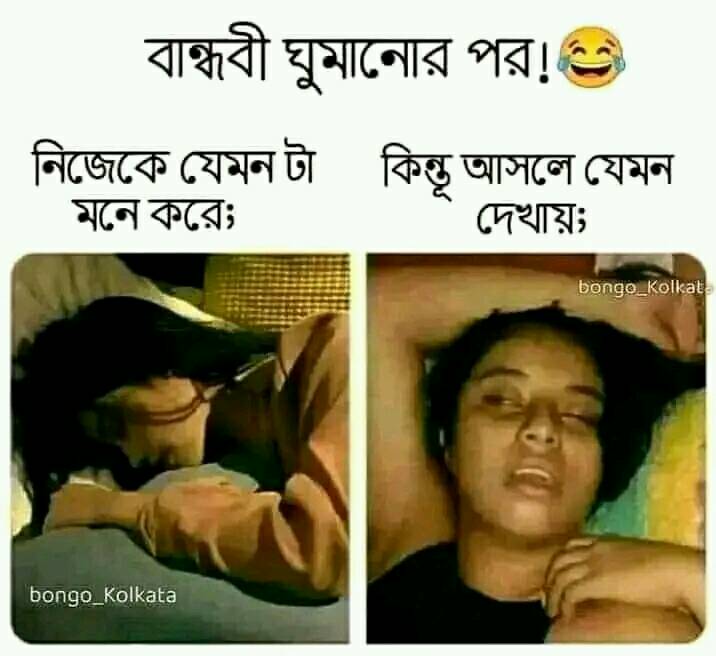 বান্ধবী ঘুমানোর পর!😂
নিজেকে যেমন টা
মনে করে;
কিন্তূ আসলে যেমন
দেখায়;
bongo_Kolkata
bongo_Kolkata